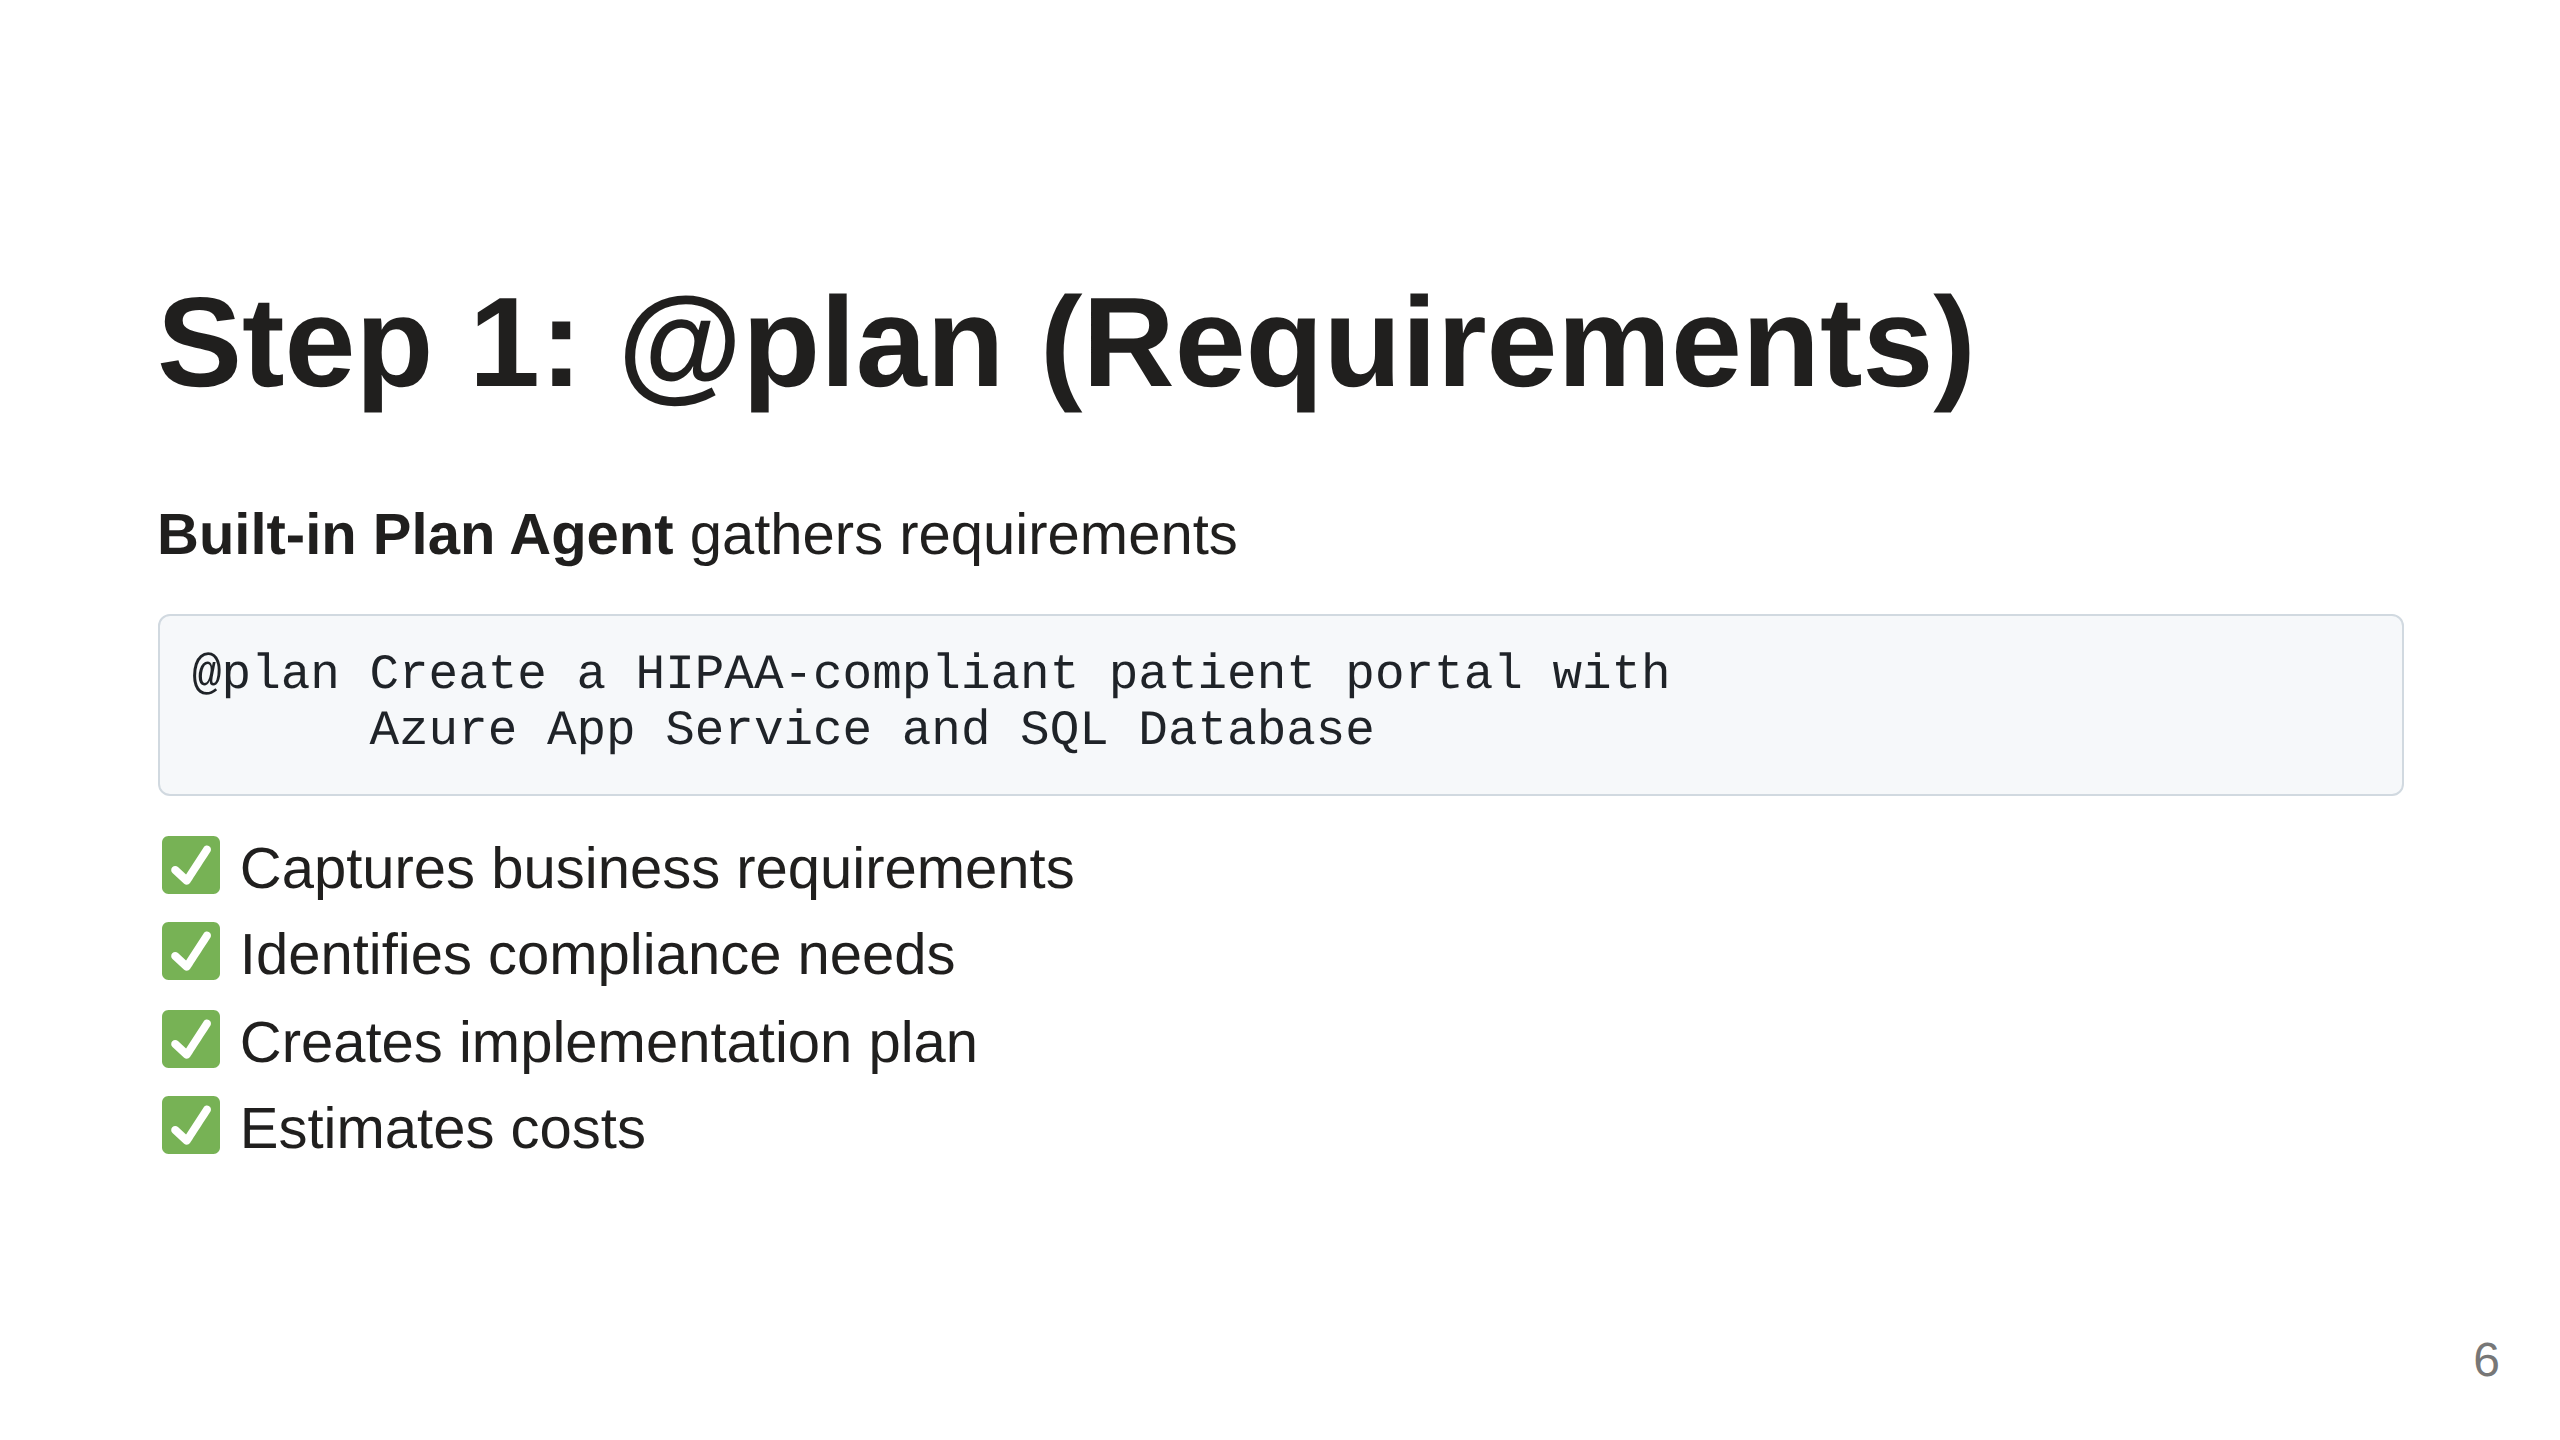 Step 1: @plan (Requirements)
Built-in Plan Agent gathers requirements
@plan Create a HIPAA-compliant patient portal with
      Azure App Service and SQL Database
✅ Captures business requirements
✅ Identifies compliance needs
✅ Creates implementation plan
✅ Estimates costs
6